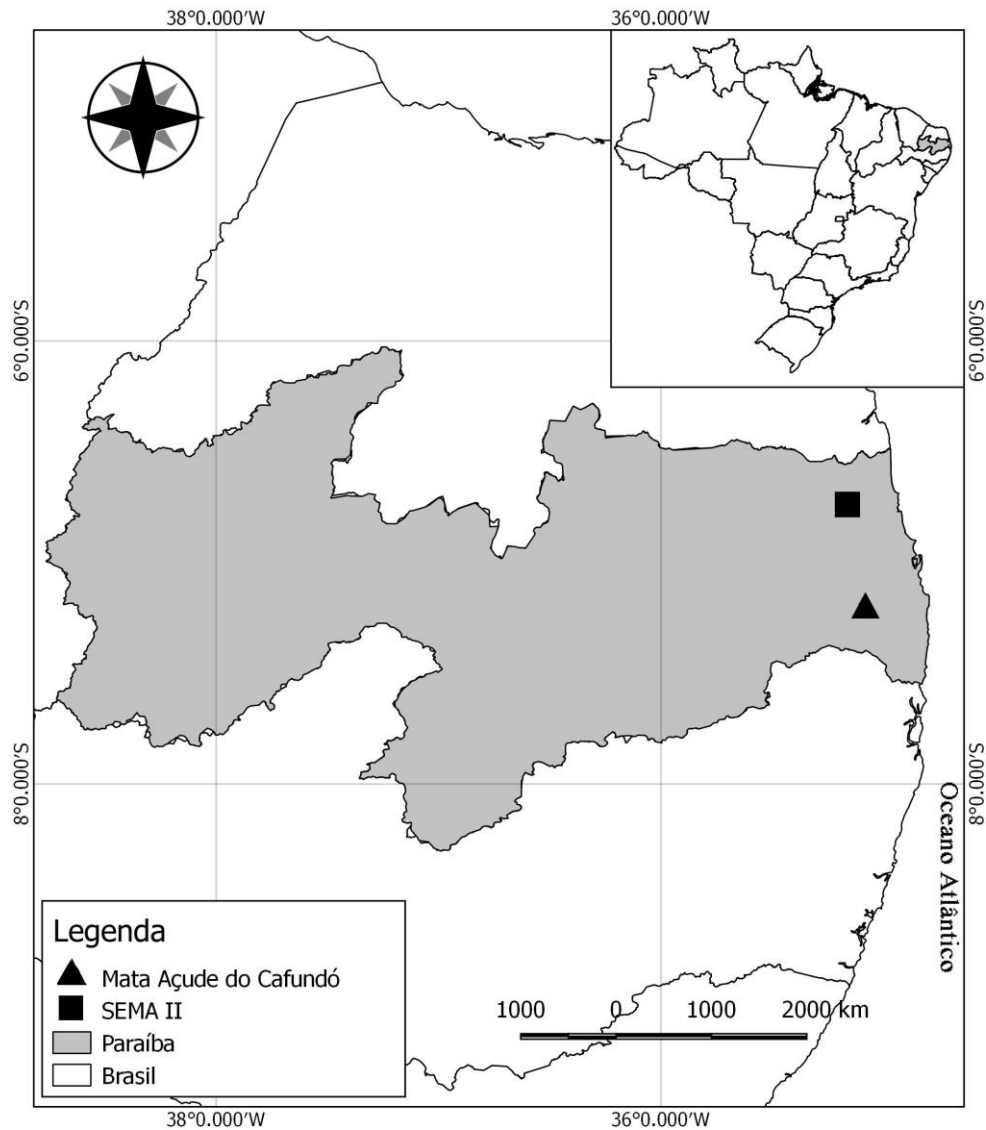 38°0.000'W
36°0.000'W
6°0.000'S
6°0.000'S
8°0.000'S
8°0.000'S
Oceano Atlântico
Legenda
Mata Açude do Cafundó
SEMA II
Paraíba
Brasil
1000 0 1000 2000 km
38°0.000'W
36°0.000'W